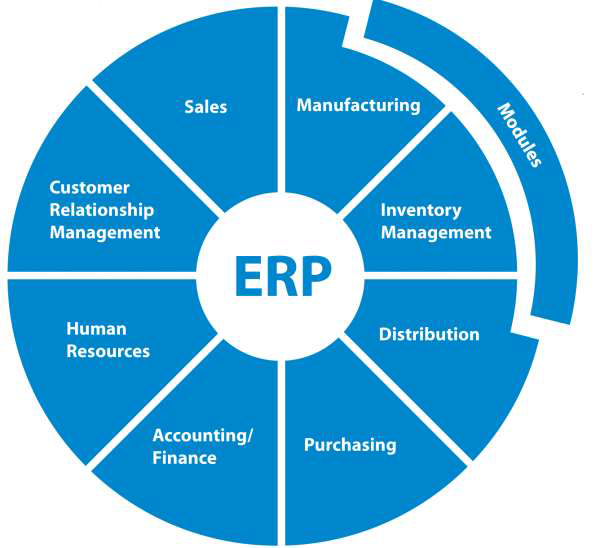 Sales
Manufacturing
Modules
Customer
Relationship
Management
Inventory
Management
ERP
Human
Resources
Distribution
Accounting/
Finance
Purchasing